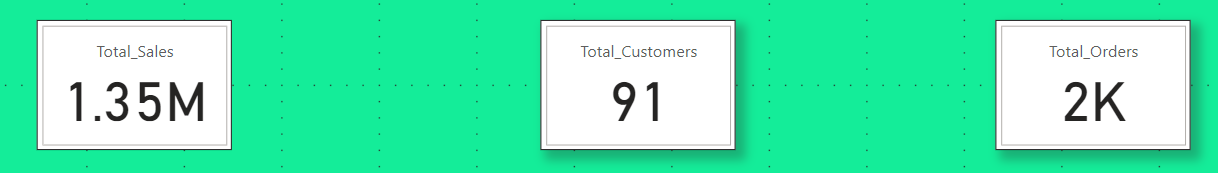 Total_Sales
1.35M
Total_Customers
91
Total_Orders
2K